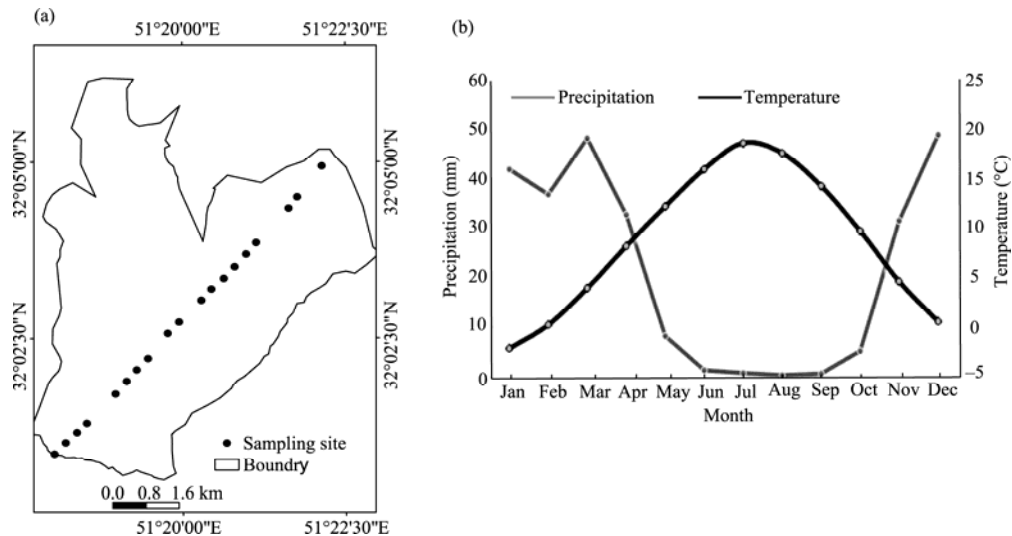 (a)
51°20'00"E
51°22'30"E
32°05'00"N
32°05'00"N
32°02'30"N
32°02'30"N
Sampling site
Boundry
0.0 0.8 1.6 km
51°20'00"E
51°22'30"E
(b)
60
50
40
30
20
10
0
Precipitation (mm)
Precipitation
Temperature
25
20
15
10
5
0
–5
Temperature (°C)
Jan Feb Mar Apr May Jun Jul Aug Sep Oct Nov Dec
Month